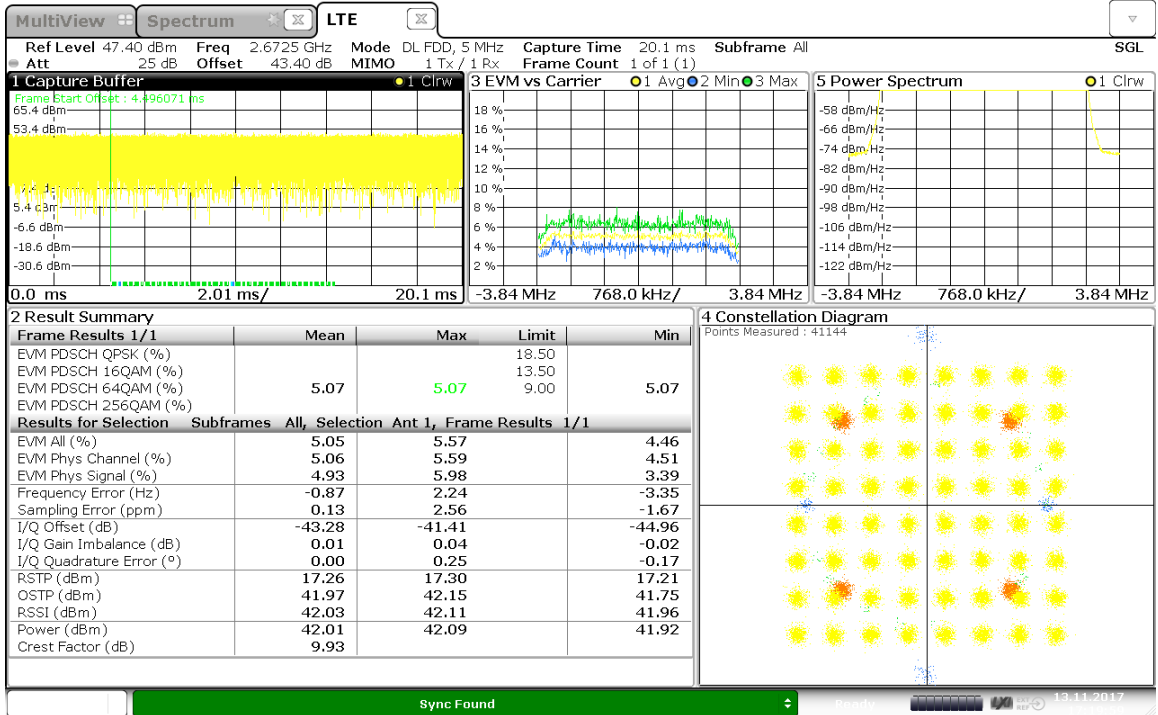 MultiView Spectrum LTE
Ref Level 47.40 dBm Freq 2.6725 GHz Mode DL FDD, 5 MHz Capture Time 20.1 ms Subframe All SGL
Att 25 dB Offset 43.40 dB MIMO 1 Tx / 1 Rx Frame Count 1 of 1 (1)
1 Capture Buffer 1 Clrw
Frame Start Offset : 4.496071 ms
65.4 dBm
53.4 dBm
5.4 dBm
-6.6 dBm
-18.6 dBm
-30.6 dBm
0.0 ms 2.01 ms/ 20.1 ms
3 EVM vs Carrier 1 Avg 2 Min 3 Max
18 %
16 %
14 %
12 %
10 %
8 %
6 %
4 %
2 %
-3.84 MHz 768.0 kHz/ 3.84 MHz
5 Power Spectrum 1 Clrw
-58 dBm/Hz
-66 dBm/Hz
-74 dBm/Hz
-82 dBm/Hz
-90 dBm/Hz
-98 dBm/Hz
-106 dBm/Hz
-114 dBm/Hz
-122 dBm/Hz
-3.84 MHz 768.0 kHz/ 3.84 MHz
2 Result Summary
Frame Results 1/1 Mean Max Limit Min
EVM PDSCH QPSK (%) 18.50
EVM PDSCH 16QAM (%) 13.50
EVM PDSCH 64QAM (%) 5.07 5.07 9.00 5.07
EVM PDSCH 256QAM (%)
Results for Selection Subframes All, Selection Ant 1, Frame Results 1/1
EVM All (%) 5.05 5.57 4.46
EVM Phys Channel (%) 5.06 5.59 4.51
EVM Phys Signal (%) 4.93 5.98 3.39
Frequency Error (Hz) -0.87 2.24 -3.35
Sampling Error (ppm) 0.13 2.56 -1.67
I/Q Offset (dB) -43.28 -41.41 -44.96
I/Q Gain Imbalance (dB) 0.01 0.04 -0.02
I/Q Quadrature Error (°) 0.00 0.25 -0.17
RSTP (dBm) 17.26 17.30 17.21
OSTP (dBm) 41.97 42.15 41.75
RSSI (dBm) 42.03 42.11 41.96
Power (dBm) 42.01 42.09 41.92
Crest Factor (dB) 9.93
4 Constellation Diagram
Points Measured : 41144
Sync Found
Ready
LXI
EXT
REF
13.11.2017